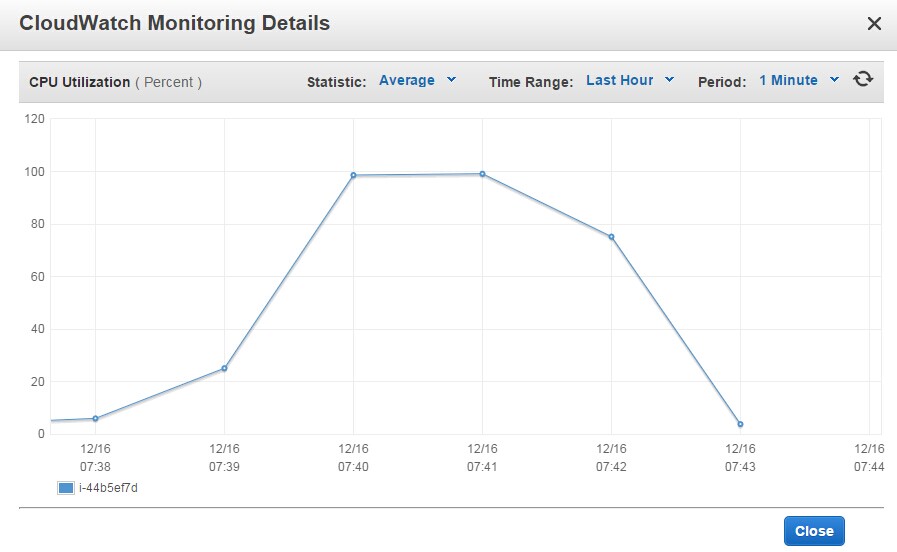 CloudWatch Monitoring Details
CPU Utilization ( Percent ) Statistic: Average Time Range: Last Hour Period: 1 Minute
120
100
80
60
40
20
0
12/16 12/16 12/16 12/16 12/16 12/16 12/16
07:38 07:39 07:40 07:41 07:42 07:43 07:44
i-44b5ef7d
Close